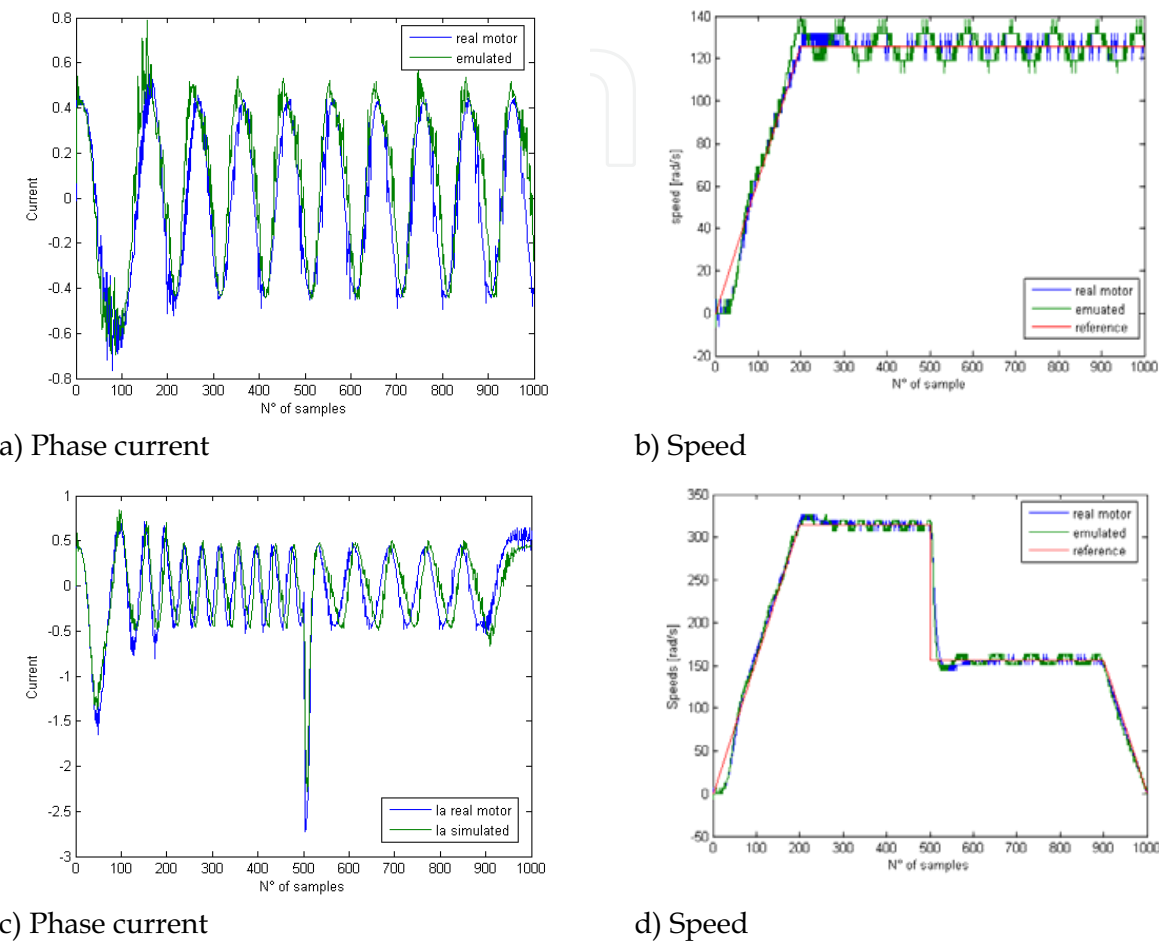 0.8
0.6
0.4
0.2
0
-0.2
-0.4
-0.6
-0.8
Current
0 100 200 300 400 500 600 700 800 900 1000
N° of samples
real motor
emulated
a) Phase current
140
120
100
80
60
40
20
0
-20
speed [rad/s]
0 100 200 300 400 500 600 700 800 900 1000
N° of sample
real motor
emuated
reference
b) Speed
1
0.5
0
-0.5
-1
-1.5
-2
-2.5
-3
Current
0 100 200 300 400 500 600 700 800 900 1000
N° of samples
Ia real motor
Ia simulated
c) Phase current
350
300
250
200
150
100
50
0
-50
Speeds [rad/s]
0 100 200 300 400 500 600 700 800 900 1000
N° of samples
real motor
emulated
reference
d) Speed